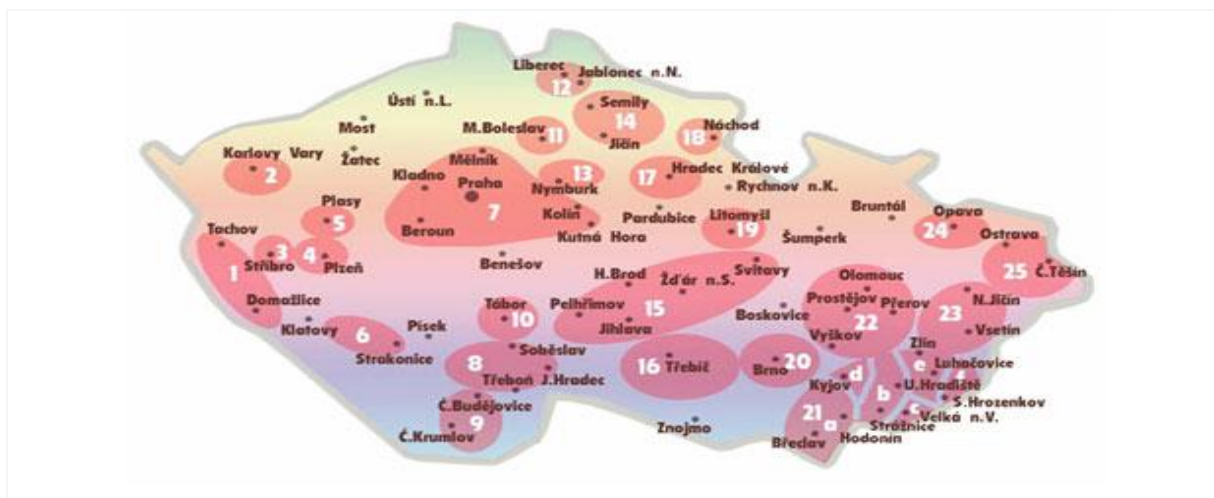 Liberec
Jablonec n.N.
12
Ústí n.L.
Semily
14
Most
M.Boleslav
11
Jičín
18
Náchod
Karlovy Vary
2
Žatec
Mělník
Kladno
Praha
13
Nymburk
17
Hradec Králové
Rychnov n.K.
Plasy
5
7
Kolín
Pardubice
Litomyšl
19
Bruntál
Opava
24
Tachov
Beroun
Kutná Hora
Šumperk
Ostrava
1
3
Stříbro
4
Plzeň
Benešov
H.Brod
Žďár n.S.
Svitavy
Olomouc
25
Č.Těšín
Domažlice
Tábor
10
Pelhřimov
15
Jihlava
Boskovice
Prostějov
Přerov
22
N.Jičín
23
Klatovy
6
Písek
Strakonice
Soběslav
Vyškov
Vsetín
Zlín
8
Třeboň
J.Hradec
16
Třebíč
Brno
20
d
e
Luhačovice
f
Kyjov
b
U.Hradiště
Č.Budějovice
9
Č.Krumlov
Znojmo
21
a
c
S.Hrozenkov
Velká n.V.
Strážnice
Břeclav
Hodonín